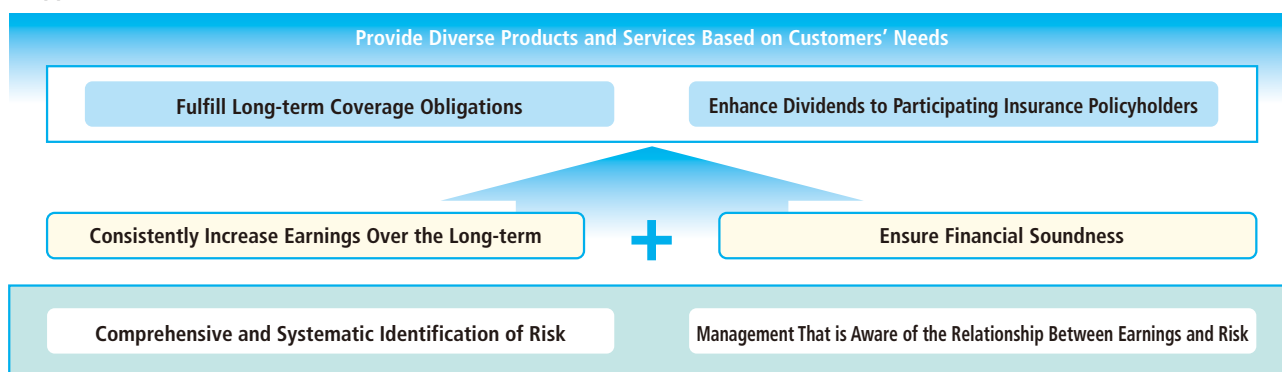 Provide Diverse Products and Services Based on Customers’ Needs
Fulfill Long-term Coverage Obligations
Enhance Dividends to Participating Insurance Policyholders
Consistently Increase Earnings Over the Long-term
+
Ensure Financial Soundness
Comprehensive and Systematic Identification of Risk
Management That is Aware of the Relationship Between Earnings and Risk